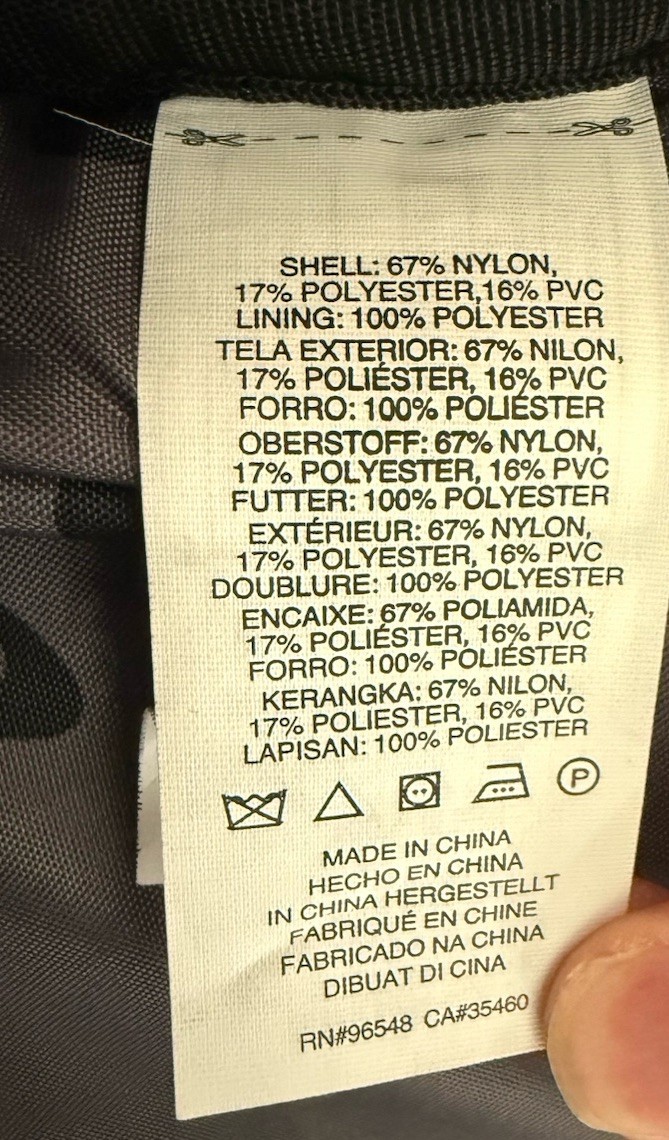 SHELL: 67% NYLON,
17% POLYESTER,16% PVC
LINING: 100% POLYESTER
TELA EXTERIOR: 67% NILON,
17% POLIÉSTER, 16% PVC
FORRO: 100% POLIÉSTER
OBERSTOFF: 67% NYLON,
17% POLYESTER, 16% PVC
FUTTER: 100% POLYESTER
EXTÉRIEUR: 67% NYLON,
17% POLYESTER, 16% PVC
DOUBLURE: 100% POLYESTER
ENCAIXE: 67% POLIAMIDA,
17% POLIÉSTER, 16% PVC
FORRO: 100% POLIÉSTER
KERANGKA: 67% NILON,
17% POLIESTER, 16% PVC
LAPISAN: 100% POLIESTER
P
MADE IN CHINA
HECHO EN CHINA
IN CHINA HERGESTELLT
FABRIQUÉ EN CHINE
FABRICADO NA CHINA
DIBUAT DI CINA
RN#96548 CA#35460